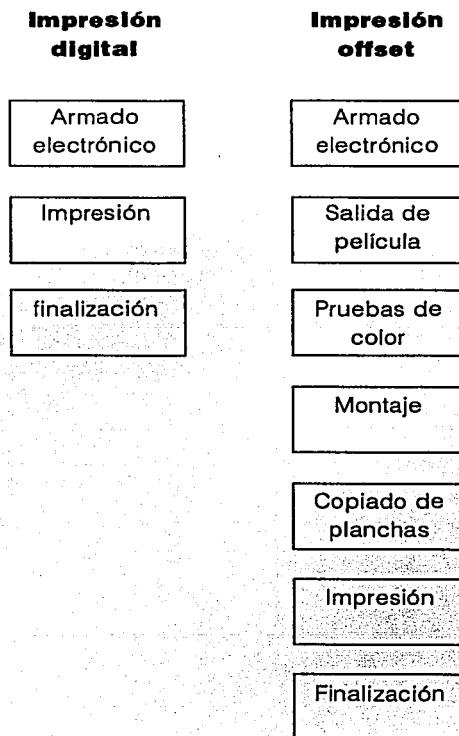 Impresión
digital
Armado
electrónico
Impresión
finalización
Impresión
offset
Armado
electrónico
Salida de
película
Pruebas de
color
Montaje
Copiado de
planchas
Impresión
Finalización